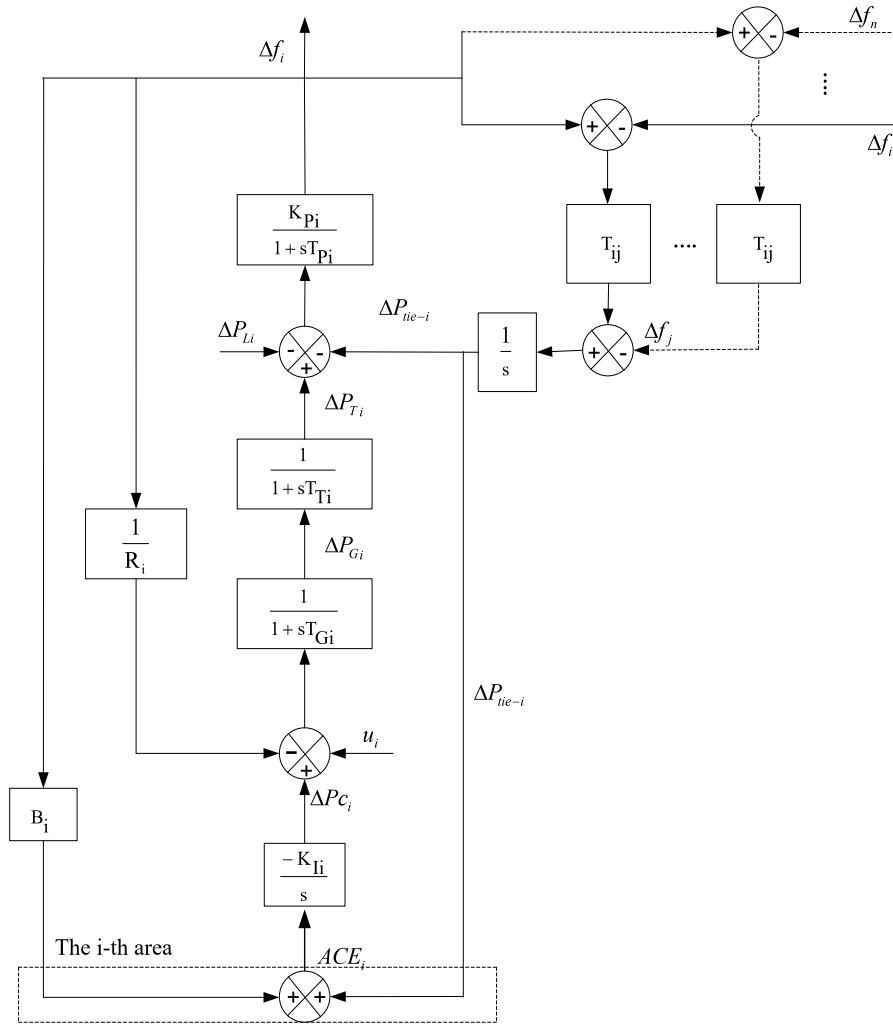 Δf_n
Δf_i
+ -
+ -
Δf_i
K_Pi
1 + sT_Pi
T_ij
....
T_ij
ΔP_tie-i
ΔP_Li
Δf_j
- -
+
1
s
+ -
ΔP_Ti
1
1 + sT_Ti
1
R_i
ΔP_Gi
1
1 + sT_Gi
ΔP_tie-i
u_i
-
+
ΔPc_i
B_i
- K_Ii
s
The i-th area
ACE_i
+ +